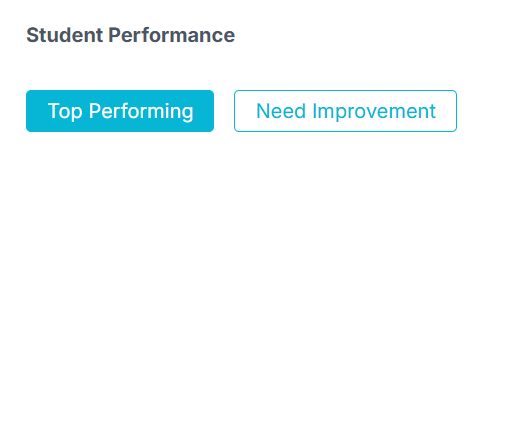 Student Performance
Top Performing
Need Improvement